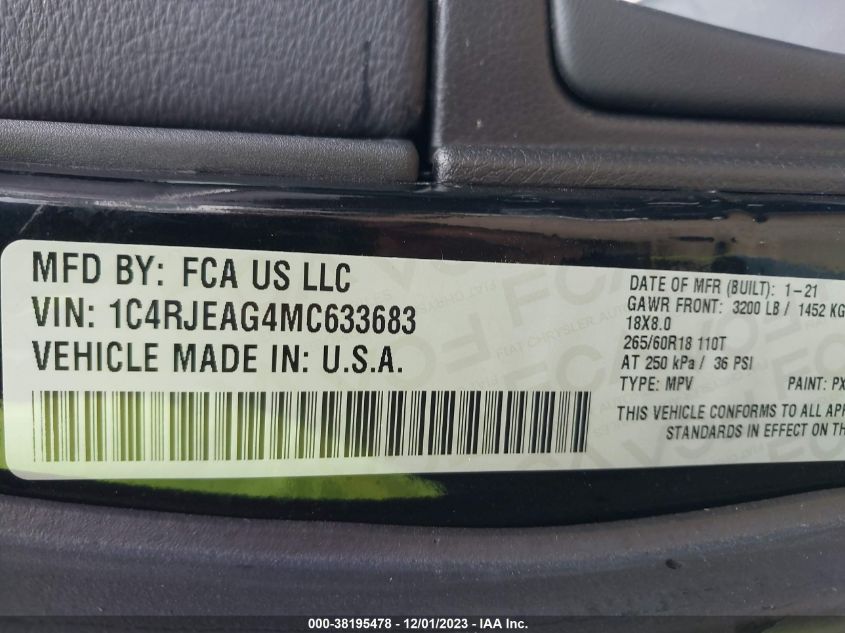 MFD BY: FCA US LLC
VIN: 1C4RJEAG4MC633683
VEHICLE MADE IN: U.S.A.
DATE OF MFR (BUILT): 1-21
GAWR FRONT: 3200 LB / 1452 KG
18X8.0
265/60R18 110T
AT 250 kPa / 36 PSI
TYPE: MPV PAINT: PX
THIS VEHICLE CONFORMS TO ALL APP
STANDARDS IN EFFECT ON TH
000-38195478 - 12/01/2023 - IAA Inc.